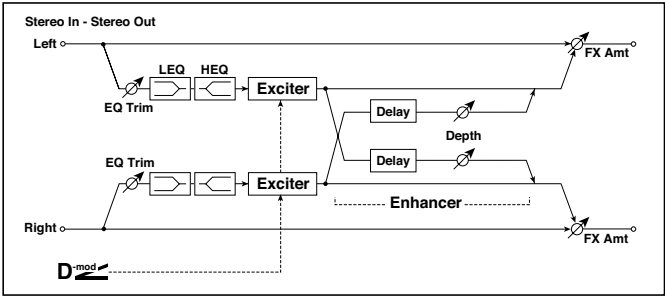 Stereo In - Stereo Out
Left
FX Amt
LEQ HEQ
EQ Trim
Exciter
Delay
Depth
EQ Trim
Delay
Exciter
Enhancer
Right
FX Amt
D-mod